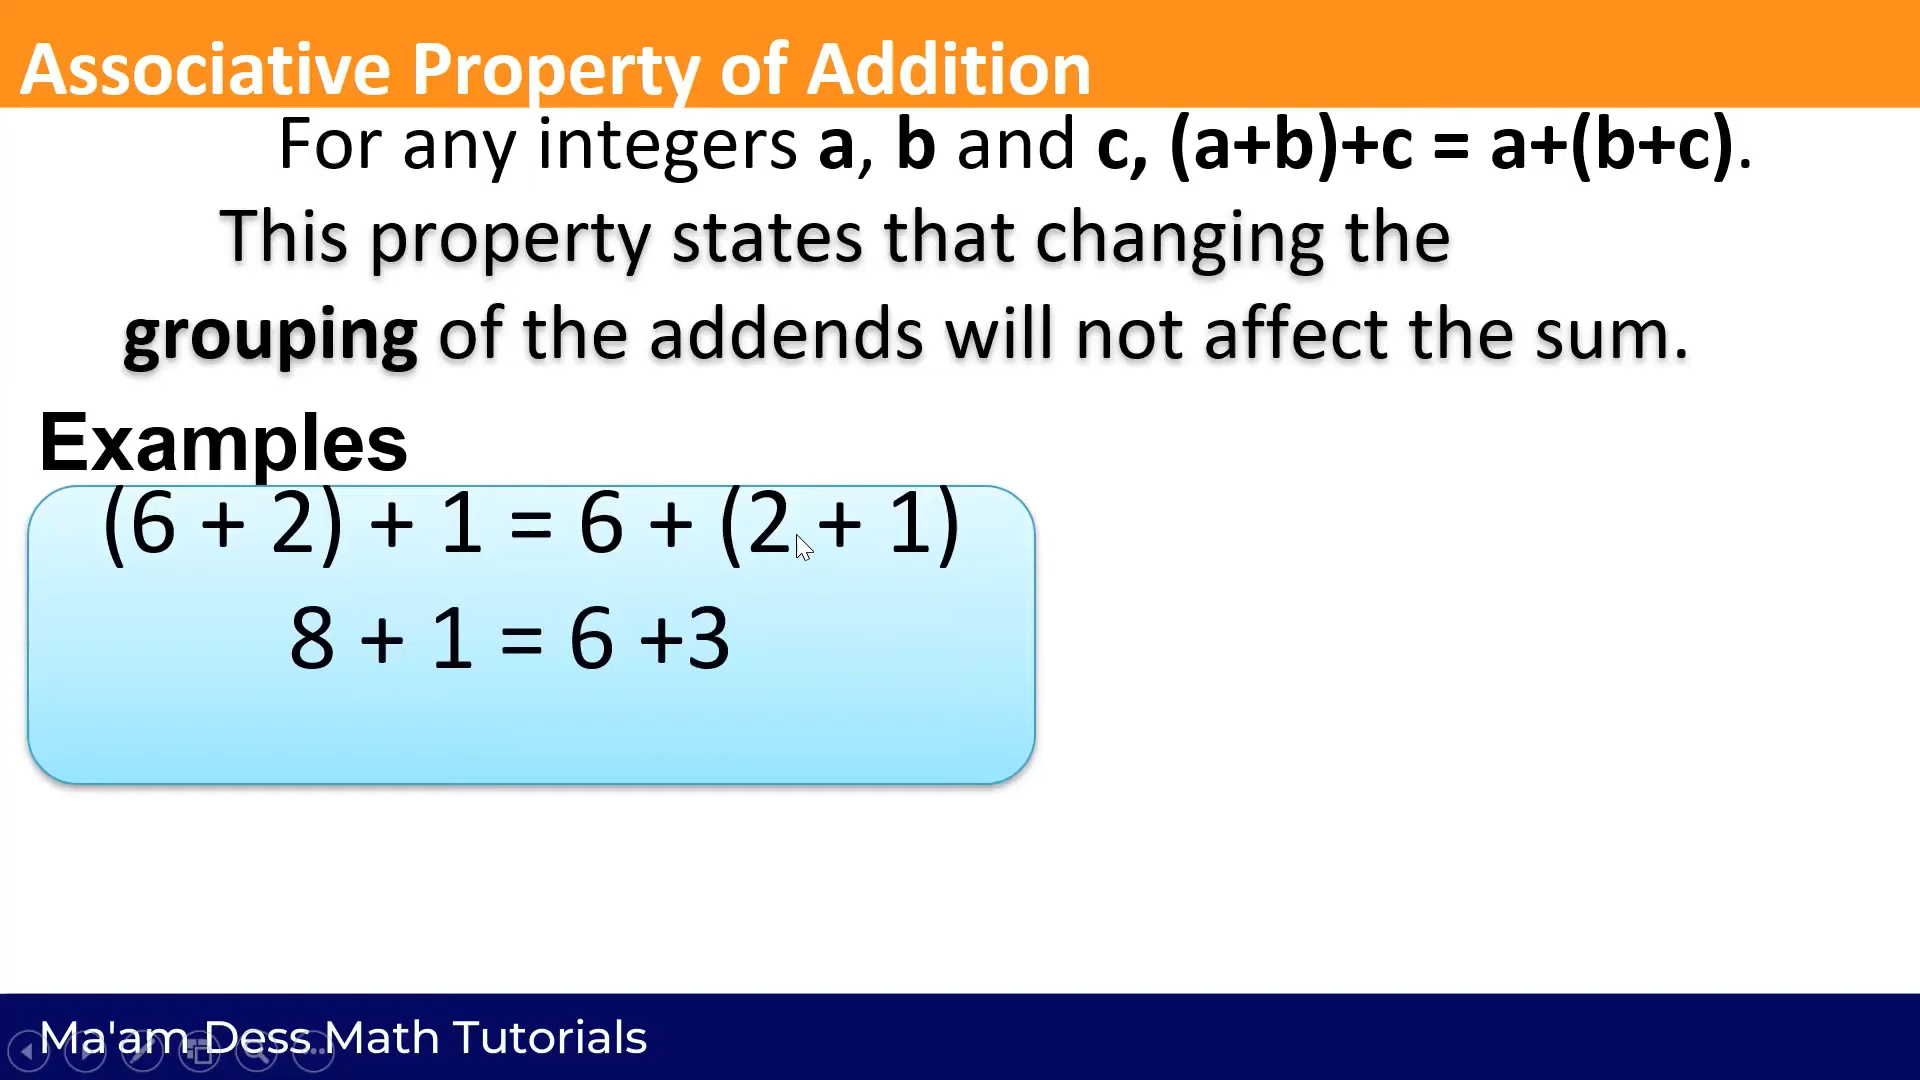 Associative Property of Addition
For any integers a, b and c, (a+b)+c = a+(b+c).
This property states that changing the
grouping of the addends will not affect the sum.
Examples
(6 + 2) + 1 = 6 + (2 + 1)
8 + 1 = 6 +3
Ma'am Dess Math Tutorials